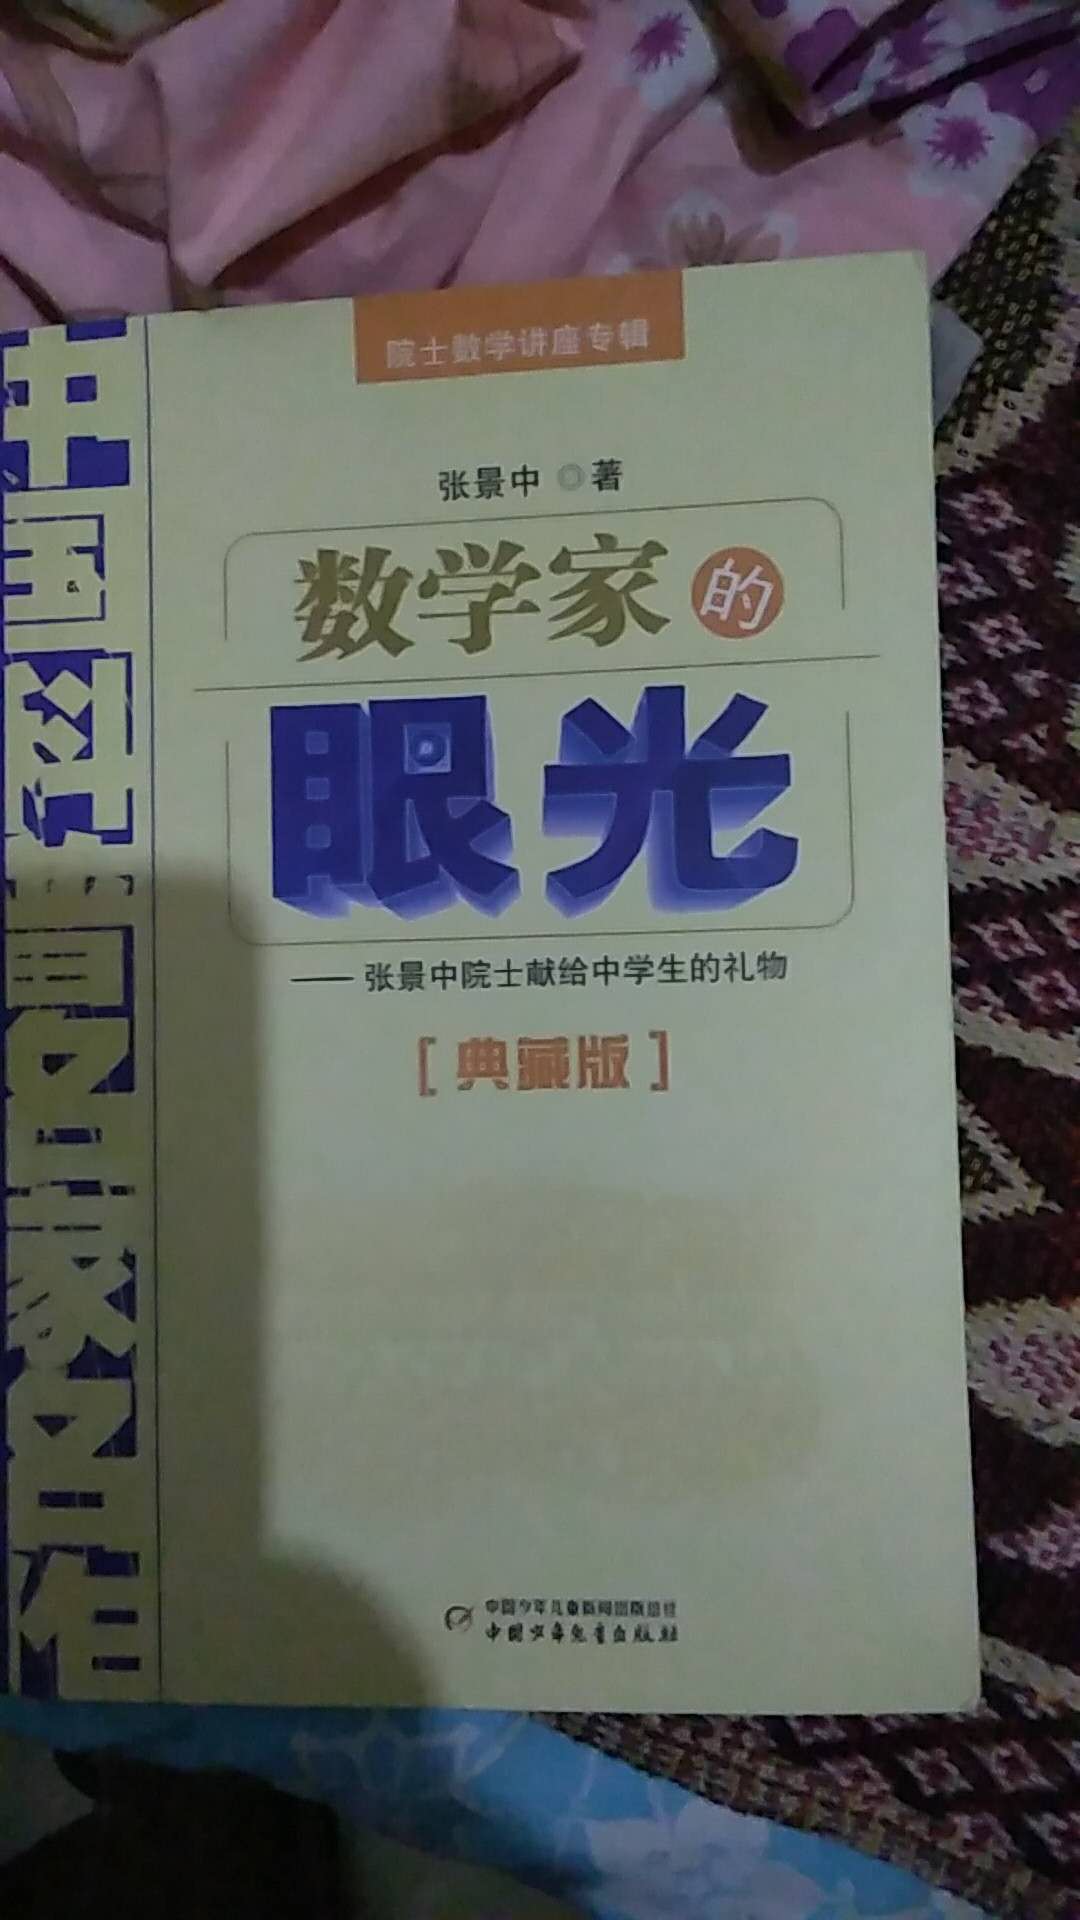 院士数学讲座专辑
张景中 ◎ 著
数学家的
眼光
——张景中院士献给中学生的礼物
[典藏版]
中国少年儿童新闻出版总社
中国少年儿童出版社
中国科普名家名作